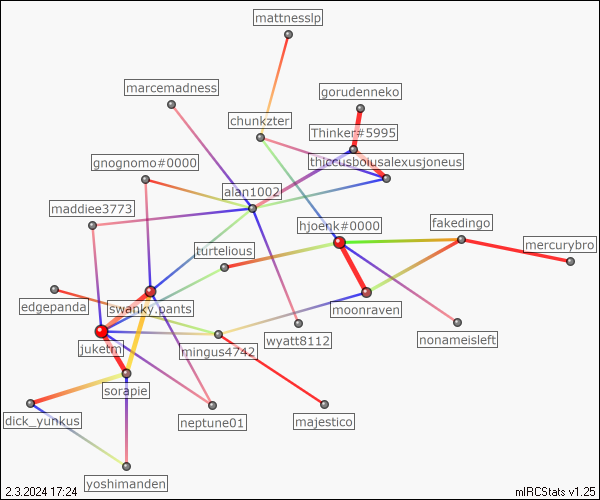 mattnesslp
marcemadness
gorudenneko
chunkzter
Thinker#5995
gnognomo#0000
thiccusboiusalexusjoneus
alan1002
maddiee3773
hjoenk#0000
fakedingo
mercurybro
turtelious
edgepanda
swanky.pants
moonraven
juketm
mingus4742
wyatt8112
nonameisleft
sorapie
dick_yunkus
neptune01
majestico
yoshimanden
2.3.2024 17:24
mIRCStats v1.25